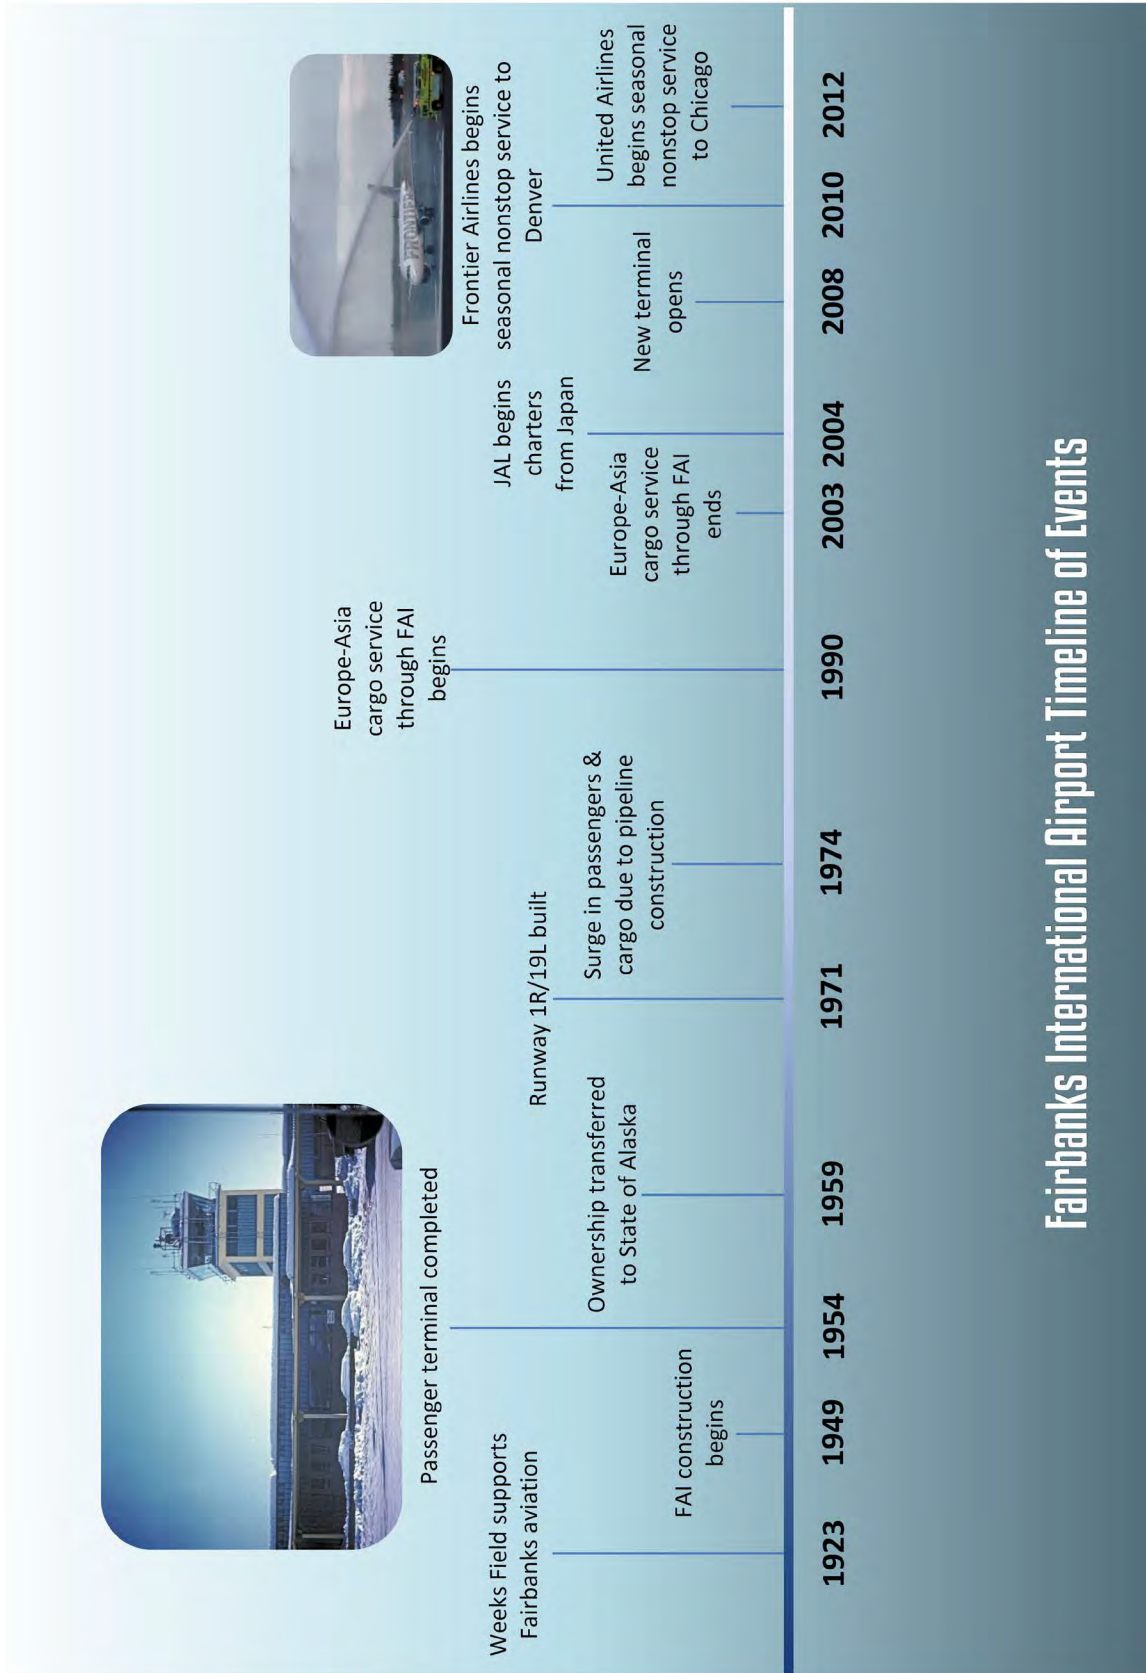 Weeks Field supports
Fairbanks aviation
FAI construction
begins
Passenger terminal completed
Ownership transferred
to State of Alaska
Runway 1R/19L built
Surge in passengers &
cargo due to pipeline
construction
Europe-Asia
cargo service
through FAI
begins
Europe-Asia
cargo service
through FAI
ends
JAL begins
charters
from Japan
New terminal
opens
Frontier Airlines begins
seasonal nonstop service to
Denver
FRONTIER
United Airlines
begins seasonal
nonstop service
to Chicago
1923 1949 1954 1959 1971 1974 1990 2003 2004 2008 2010 2012
Fairbanks International Airport Timeline of Events